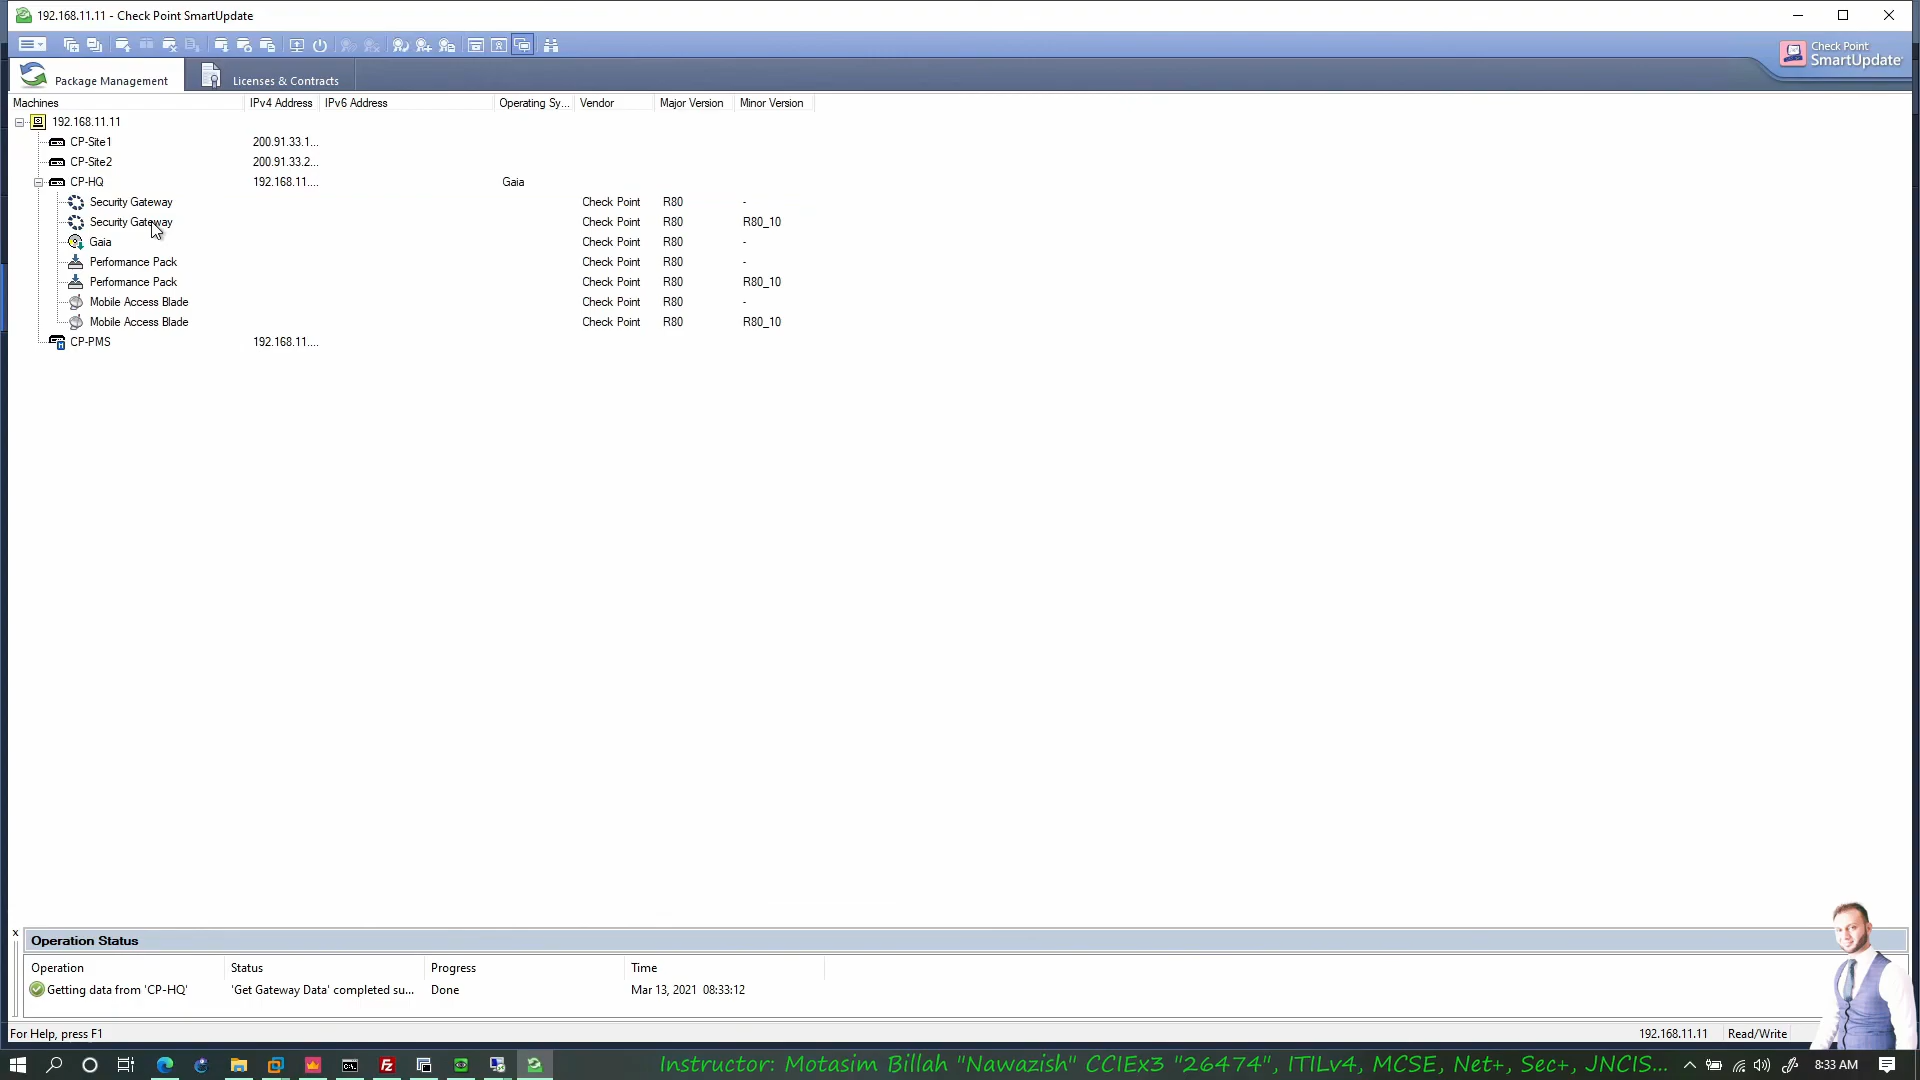 192.168.11.11 - Check Point SmartUpdate
Check Point
SmartUpdate
Package Management
Licenses & Contracts
Machines IPv4 Address IPv6 Address Operating Sy... Vendor Major Version Minor Version
192.168.11.11
CP-Site1 200.91.33.1...
CP-Site2 200.91.33.2...
CP-HQ 192.168.11.... Gaia
Security Gateway Check Point R80 -
Security Gateway Check Point R80 R80_10
Gaia Check Point R80 -
Performance Pack Check Point R80 -
Performance Pack Check Point R80 R80_10
Mobile Access Blade Check Point R80 -
Mobile Access Blade Check Point R80 R80_10
CP-PMS 192.168.11....
x
Operation Status
Operation Status Progress Time
Getting data from 'CP-HQ' 'Get Gateway Data' completed su... Done Mar 13, 2021 08:33:12
For Help, press F1 192.168.11.11 Read/Write
Instructor: Motasim Billah "Nawazish" CCIEx3 "26474", ITILv4, MCSE, Net+, Sec+, JNCIS... 8:33 AM